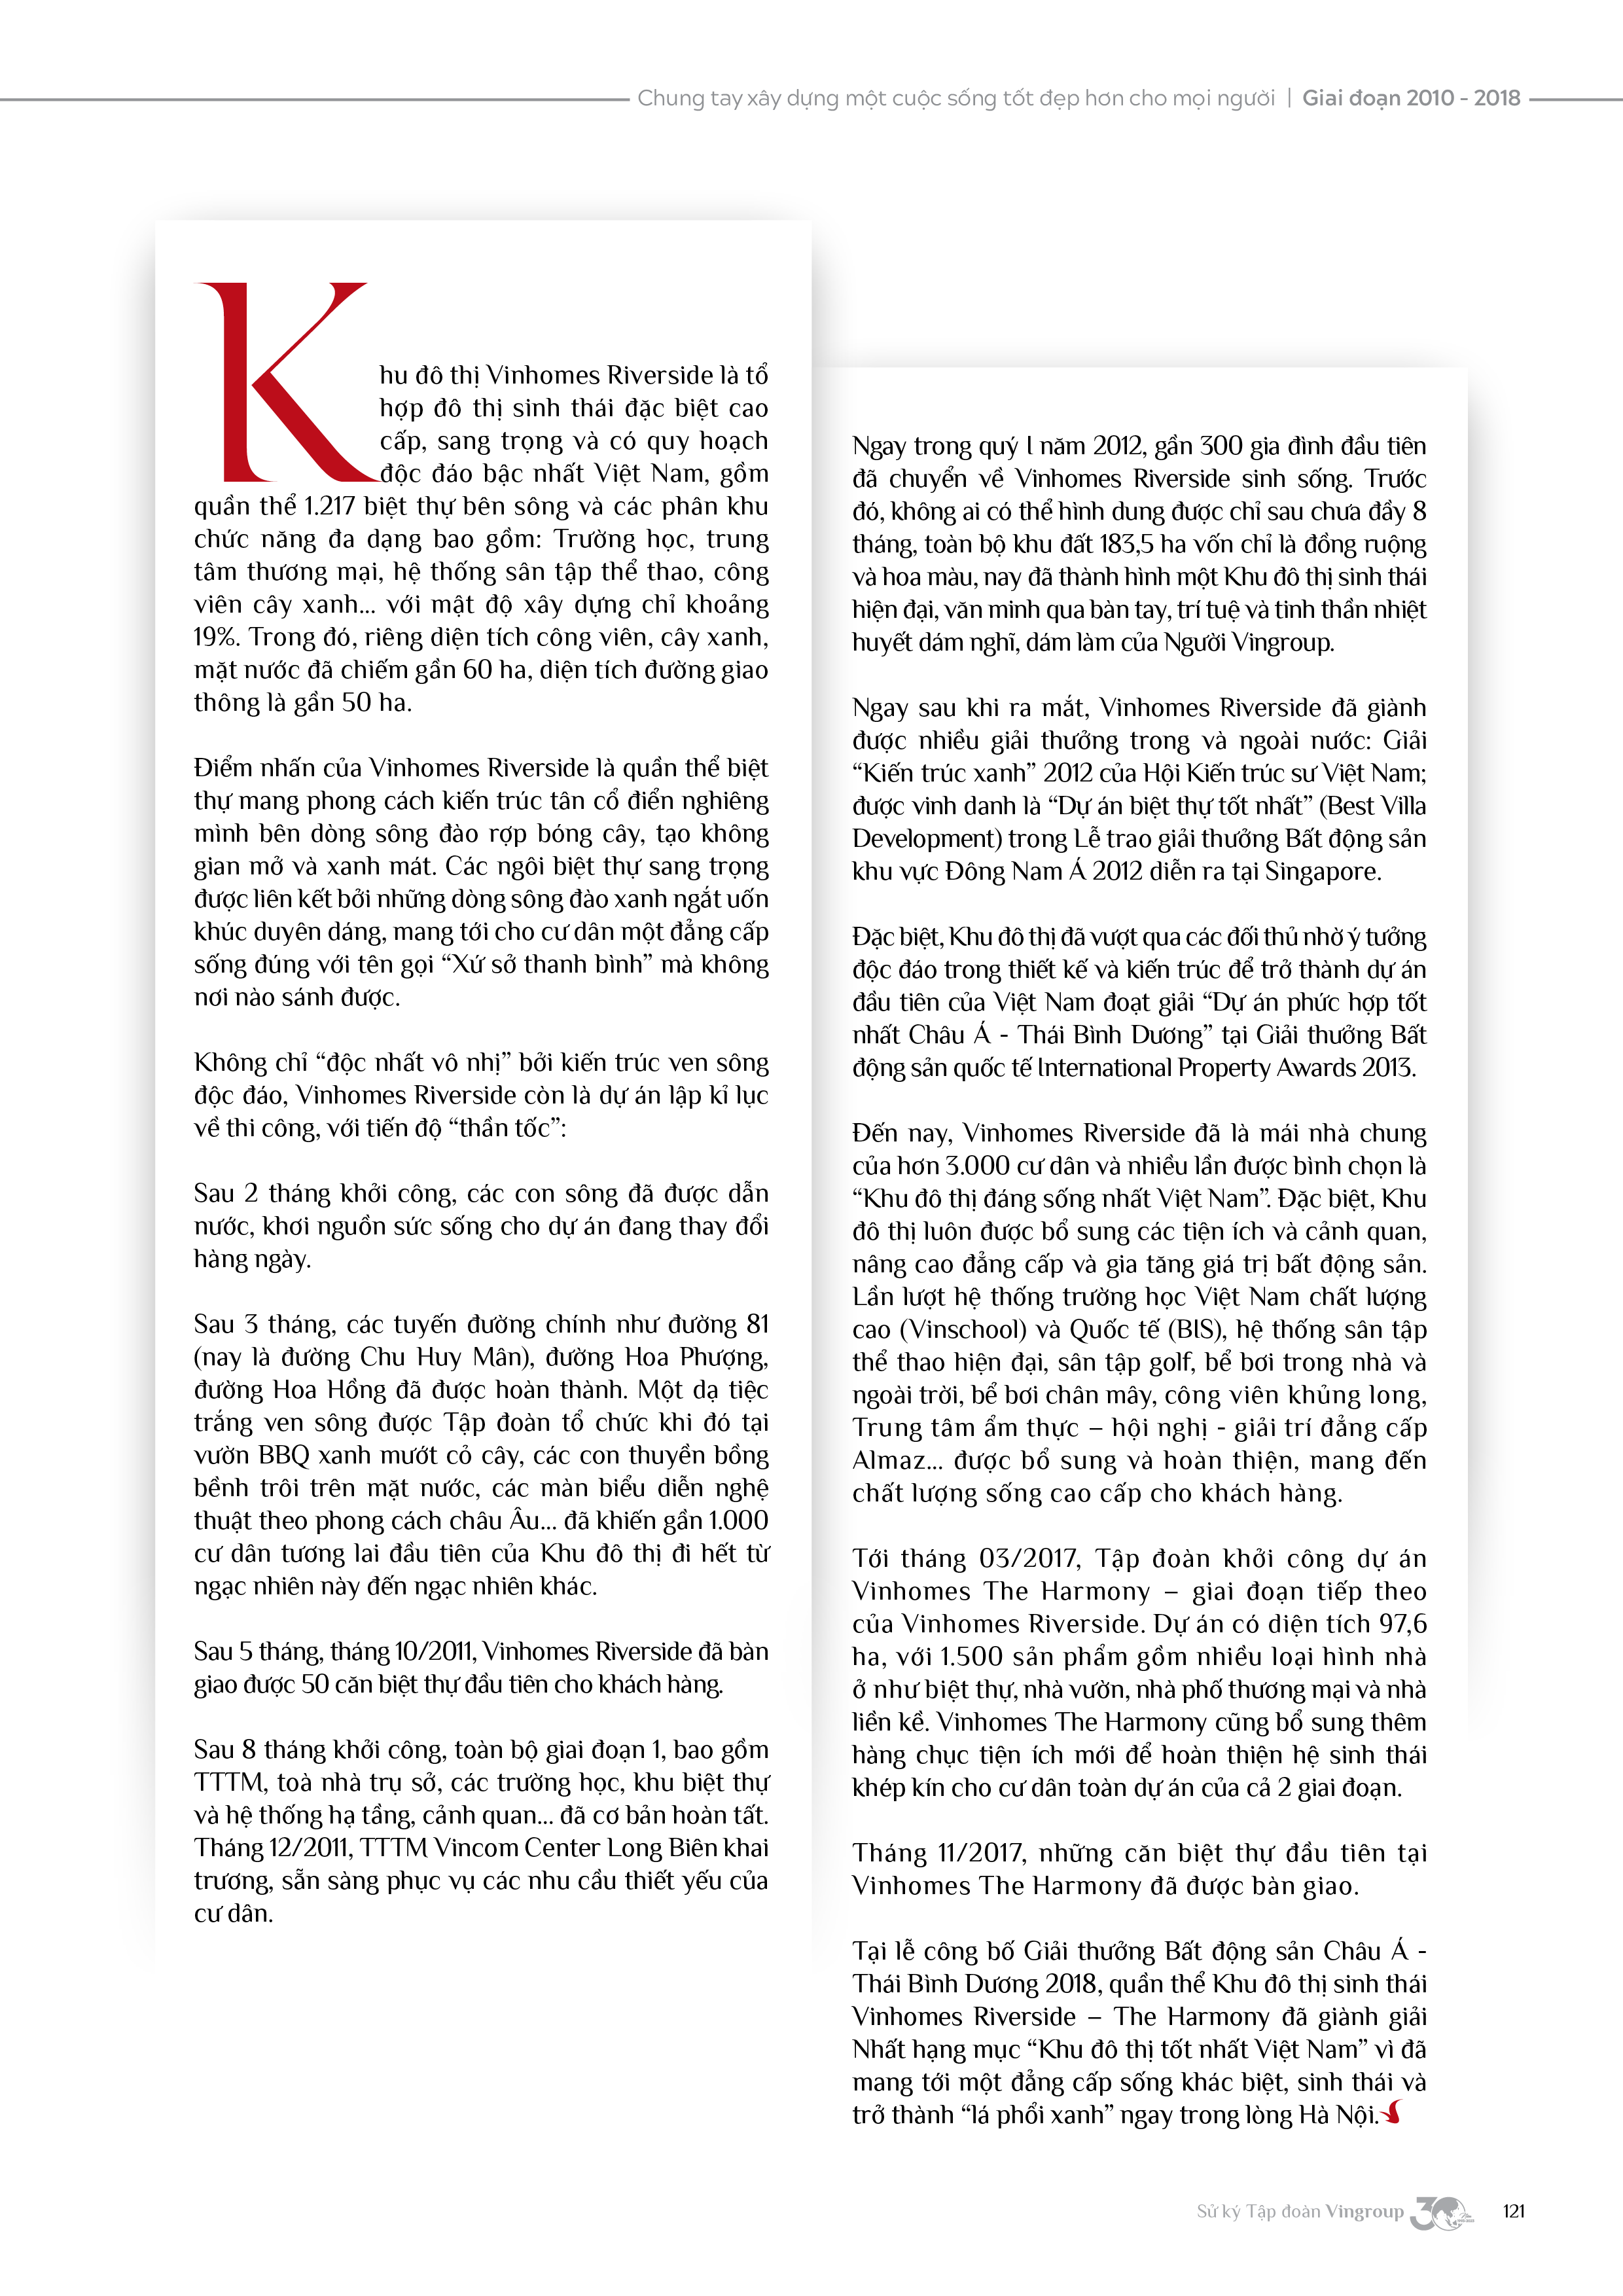 Chung tay xây dựng một cuộc sống tốt đẹp hơn cho mọi người | Giai đoạn 2010 - 2018
Khu đô thị Vinhomes Riverside là tổ
hợp đô thị sinh thái đặc biệt cao
cấp, sang trọng và có quy hoạch
độc đáo bậc nhất Việt Nam, gồm
quần thể 1.217 biệt thự bên sông và các phân khu
chức năng đa dạng bao gồm: Trường học, trung
tâm thương mại, hệ thống sân tập thể thao, công
viên cây xanh... với mật độ xây dựng chỉ khoảng
19%. Trong đó, riêng diện tích công viên, cây xanh,
mặt nước đã chiếm gần 60 ha, diện tích đường giao
thông là gần 50 ha.
Điểm nhấn của Vinhomes Riverside là quần thể biệt
thự mang phong cách kiến trúc tân cổ điển nghiêng
mình bên dòng sông đào rợp bóng cây, tạo không
gian mở và xanh mát. Các ngôi biệt thự sang trọng
được liên kết bởi những dòng sông đào xanh ngắt uốn
khúc duyên dáng, mang tới cho cư dân một đẳng cấp
sống đúng với tên gọi “Xứ sở thanh bình” mà không
nơi nào sánh được.
Không chỉ “độc nhất vô nhị” bởi kiến trúc ven sông
độc đáo, Vinhomes Riverside còn là dự án lập kỉ lục
về thi công, với tiến độ “thần tốc”:
Sau 2 tháng khởi công, các con sông đã được dẫn
nước, khơi nguồn sức sống cho dự án đang thay đổi
hàng ngày.
Sau 3 tháng, các tuyến đường chính như đường 81
(nay là đường Chu Huy Mân), đường Hoa Phượng,
đường Hoa Hồng đã được hoàn thành. Một dạ tiệc
trắng ven sông được Tập đoàn tổ chức khi đó tại
vườn BBQ xanh mướt cỏ cây, các con thuyền bồng
bềnh trôi trên mặt nước, các màn biểu diễn nghệ
thuật theo phong cách châu Âu... đã khiến gần 1.000
cư dân tương lai đầu tiên của Khu đô thị đi hết từ
ngạc nhiên này đến ngạc nhiên khác.
Sau 5 tháng, tháng 10/2011, Vinhomes Riverside đã bàn
giao được 50 căn biệt thự đầu tiên cho khách hàng.
Sau 8 tháng khởi công, toàn bộ giai đoạn 1, bao gồm
TTTM, toà nhà trụ sở, các trường học, khu biệt thự
và hệ thống hạ tầng, cảnh quan... đã cơ bản hoàn tất.
Tháng 12/2011, TTTM Vincom Center Long Biên khai
trương, sẵn sàng phục vụ các nhu cầu thiết yếu của
cư dân.
Ngay trong quý I năm 2012, gần 300 gia đình đầu tiên
đã chuyển về Vinhomes Riverside sinh sống. Trước
đó, không ai có thể hình dung được chỉ sau chưa đầy 8
tháng, toàn bộ khu đất 183,5 ha vốn chỉ là đồng ruộng
và hoa màu, nay đã thành hình một Khu đô thị sinh thái
hiện đại, văn minh qua bàn tay, trí tuệ và tinh thần nhiệt
huyết dám nghĩ, dám làm của Người Vingroup.
Ngay sau khi ra mắt, Vinhomes Riverside đã giành
được nhiều giải thưởng trong và ngoài nước: Giải
“Kiến trúc xanh” 2012 của Hội Kiến trúc sư Việt Nam;
được vinh danh là “Dự án biệt thự tốt nhất” (Best Villa
Development) trong Lễ trao giải thưởng Bất động sản
khu vực Đông Nam Á 2012 diễn ra tại Singapore.
Đặc biệt, Khu đô thị đã vượt qua các đối thủ nhờ ý tưởng
độc đáo trong thiết kế và kiến trúc để trở thành dự án
đầu tiên của Việt Nam đoạt giải “Dự án phức hợp tốt
nhất Châu Á - Thái Bình Dương” tại Giải thưởng Bất
động sản quốc tế International Property Awards 2013.
Đến nay, Vinhomes Riverside đã là mái nhà chung
của hơn 3.000 cư dân và nhiều lần được bình chọn là
“Khu đô thị đáng sống nhất Việt Nam”. Đặc biệt, Khu
đô thị luôn được bổ sung các tiện ích và cảnh quan,
nâng cao đẳng cấp và gia tăng giá trị bất động sản.
Lần lượt hệ thống trường học Việt Nam chất lượng
cao (Vinschool) và Quốc tế (BIS), hệ thống sân tập
thể thao hiện đại, sân tập golf, bể bơi trong nhà và
ngoài trời, bể bơi chân mây, công viên khủng long,
Trung tâm ẩm thực – hội nghị - giải trí đẳng cấp
Almaz... được bổ sung và hoàn thiện, mang đến
chất lượng sống cao cấp cho khách hàng.
Tới tháng 03/2017, Tập đoàn khởi công dự án
Vinhomes The Harmony – giai đoạn tiếp theo
của Vinhomes Riverside. Dự án có diện tích 97,6
ha, với 1.500 sản phẩm gồm nhiều loại hình nhà
ở như biệt thự, nhà vườn, nhà phố thương mại và nhà
liền kề. Vinhomes The Harmony cũng bổ sung thêm
hàng chục tiện ích mới để hoàn thiện hệ sinh thái
khép kín cho cư dân toàn dự án của cả 2 giai đoạn.
Tháng 11/2017, những căn biệt thự đầu tiên tại
Vinhomes The Harmony đã được bàn giao.
Tại lễ công bố Giải thưởng Bất động sản Châu Á -
Thái Bình Dương 2018, quần thể Khu đô thị sinh thái
Vinhomes Riverside – The Harmony đã giành giải
Nhất hạng mục “Khu đô thị tốt nhất Việt Nam” vì đã
mang tới một đẳng cấp sống khác biệt, sinh thái và
trở thành “lá phổi xanh” ngay trong lòng Hà Nội.
Sử ký Tập đoàn Vingroup 30 121